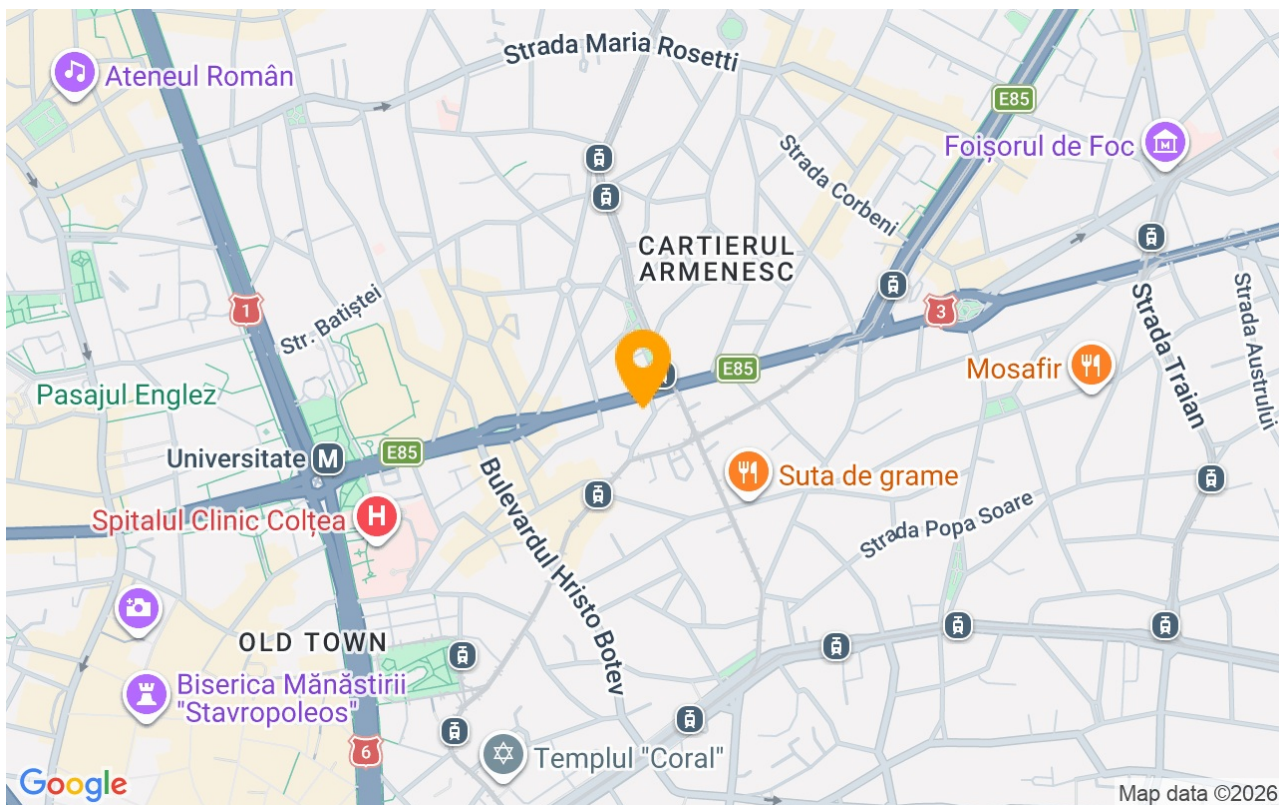 Strada Maria Rosetti
Ateneul Român
E85
Foișorul de Foc
Strada Corbeni
CARTIERUL
ARMENESC
1
Str. Batiștei
3
Strada Traian
Strada Austrului
E85
Mosafir
Pasajul Englez
Universitate
M
E85
Suta de grame
Spitalul Clinic Colțea
H
Bulevardul Hristo Botev
Strada Popa Soare
OLD TOWN
Biserica Mănăstirii
"Stavropoleos"
6
Templul "Coral"
Google
Map data ©2026